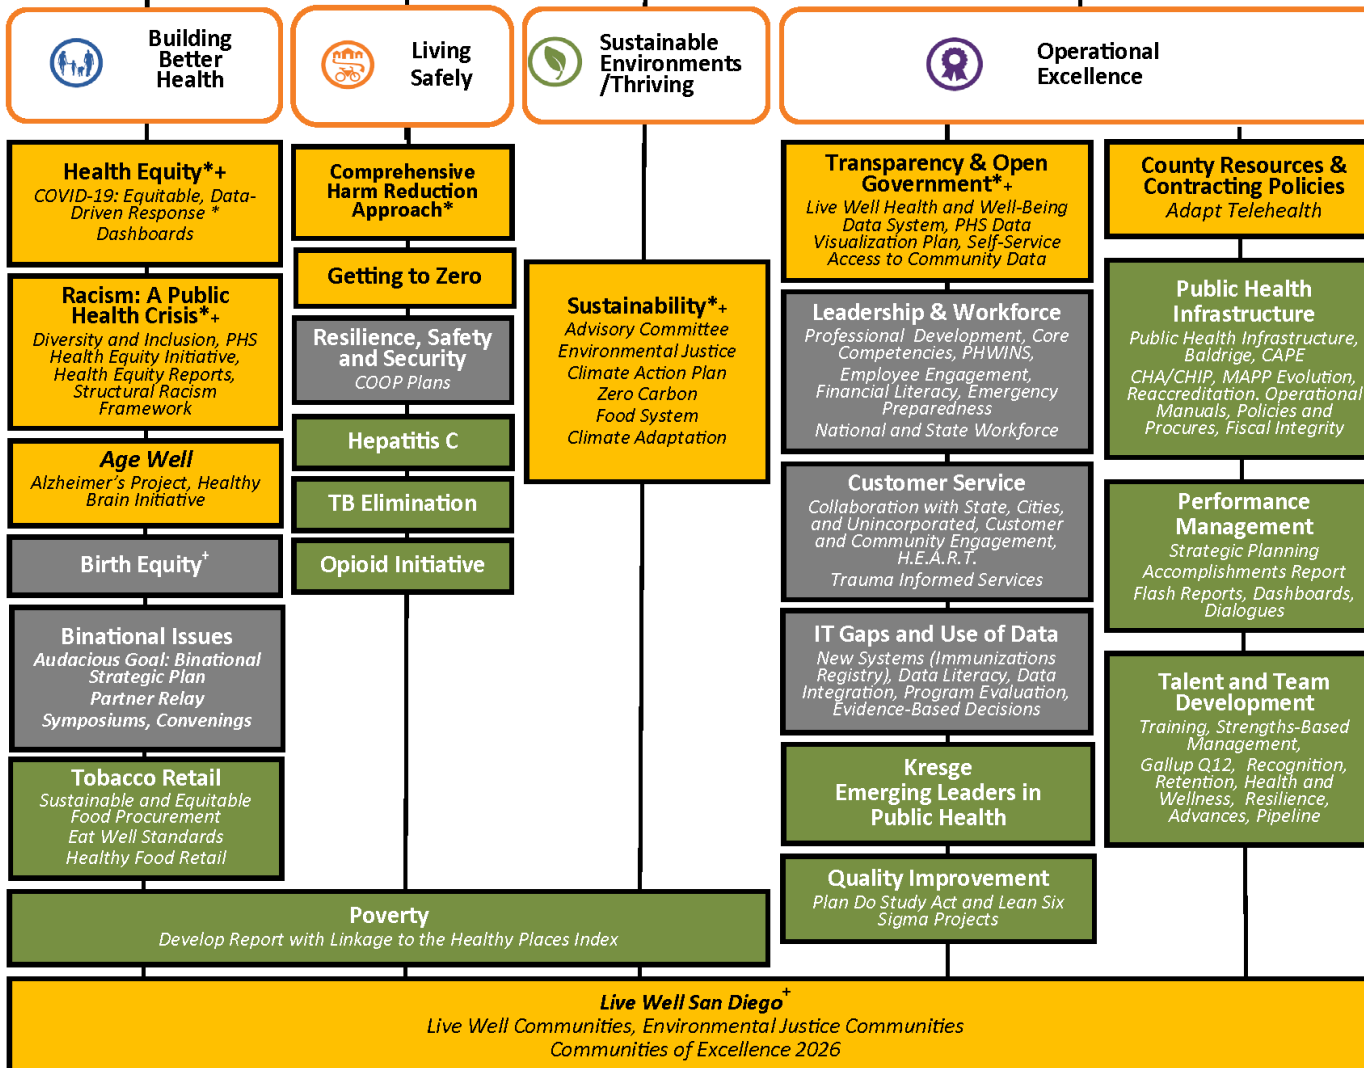 Building
Better
Health
Living
Safely
Sustainable
Environments
/Thriving
Operational
Excellence
Health Equity*+
COVID-19: Equitable, Data-
Driven Response *
Dashboards
Racism: A Public
Health Crisis*+
Diversity and Inclusion, PHS
Health Equity Initiative,
Health Equity Reports,
Structural Racism
Framework
Age Well
Alzheimer's Project, Healthy
Brain Initiative
Birth Equity+
Binational Issues
Audacious Goal: Binational
Strategic Plan
Partner Relay
Symposiums, Convenings
Tobacco Retail
Sustainable and Equitable
Food Procurement
Eat Well Standards
Healthy Food Retail
Comprehensive
Harm Reduction
Approach*
Getting to Zero
Resilience, Safety
and Security
COOP Plans
Hepatitis C
TB Elimination
Opioid Initiative
Sustainability*+
Advisory Committee
Environmental Justice
Climate Action Plan
Zero Carbon
Food System
Climate Adaptation
Poverty
Develop Report with Linkage to the Healthy Places Index
Transparency & Open
Government*+
Live Well Health and Well-Being
Data System, PHS Data
Visualization Plan, Self-Service
Access to Community Data
Leadership & Workforce
Professional Development, Core
Competencies, PHWINS,
Employee Engagement,
Financial Literacy, Emergency
Preparedness
National and State Workforce
Customer Service
Collaboration with State, Cities,
and Unincorporated, Customer
and Community Engagement,
H.E.A.R.T.
Trauma Informed Services
IT Gaps and Use of Data
New Systems (Immunizations
Registry), Data Literacy, Data
Integration, Program Evaluation,
Evidence-Based Decisions
Kresge
Emerging Leaders in
Public Health
Quality Improvement
Plan Do Study Act and Lean Six
Sigma Projects
County Resources &
Contracting Policies
Adapt Telehealth
Public Health
Infrastructure
Public Health Infrastructure,
Baldrige, CAPE
CHA/CHIP, MAPP Evolution,
Reaccreditation. Operational
Manuals, Policies and
Procures, Fiscal Integrity
Performance
Management
Strategic Planning
Accomplishments Report
Flash Reports, Dashboards,
Dialogues
Talent and Team
Development
Training, Strengths-Based
Management,
Gallup Q12, Recognition,
Retention, Health and
Wellness, Resilience,
Advances, Pipeline
Live Well San Diego+
Live Well Communities, Environmental Justice Communities
Communities of Excellence 2026